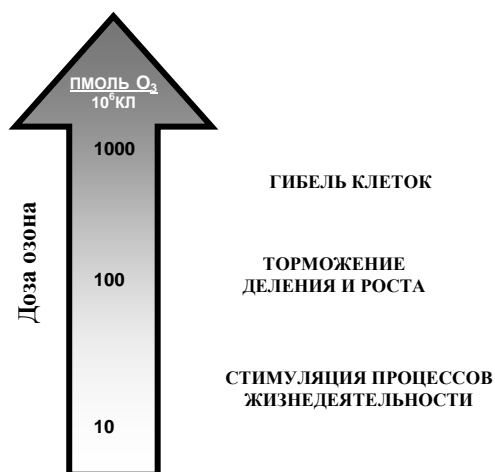 ПМОЛЬ О₃
10⁶КЛ
1000
ГИБЕЛЬ КЛЕТОК
Доза озона
100
ТОРМОЖЕНИЕ
ДЕЛЕНИЯ И РОСТА
СТИМУЛЯЦИЯ ПРОЦЕССОВ
ЖИЗНЕДЕЯТЕЛЬНОСТИ
10